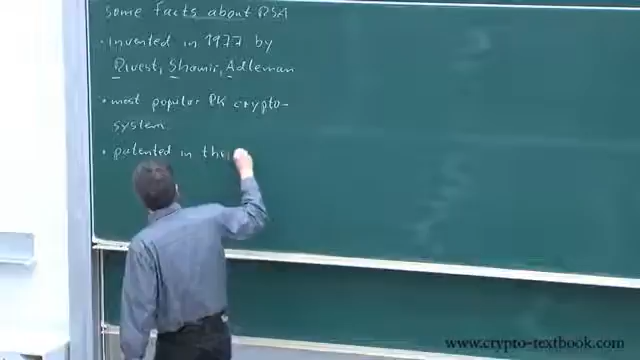 Some facts about RSA
• invented in 1977 by
Rivest, Shamir, Adleman
• most popular PK crypto-
system
• patented in the
www.crypto-textbook.com